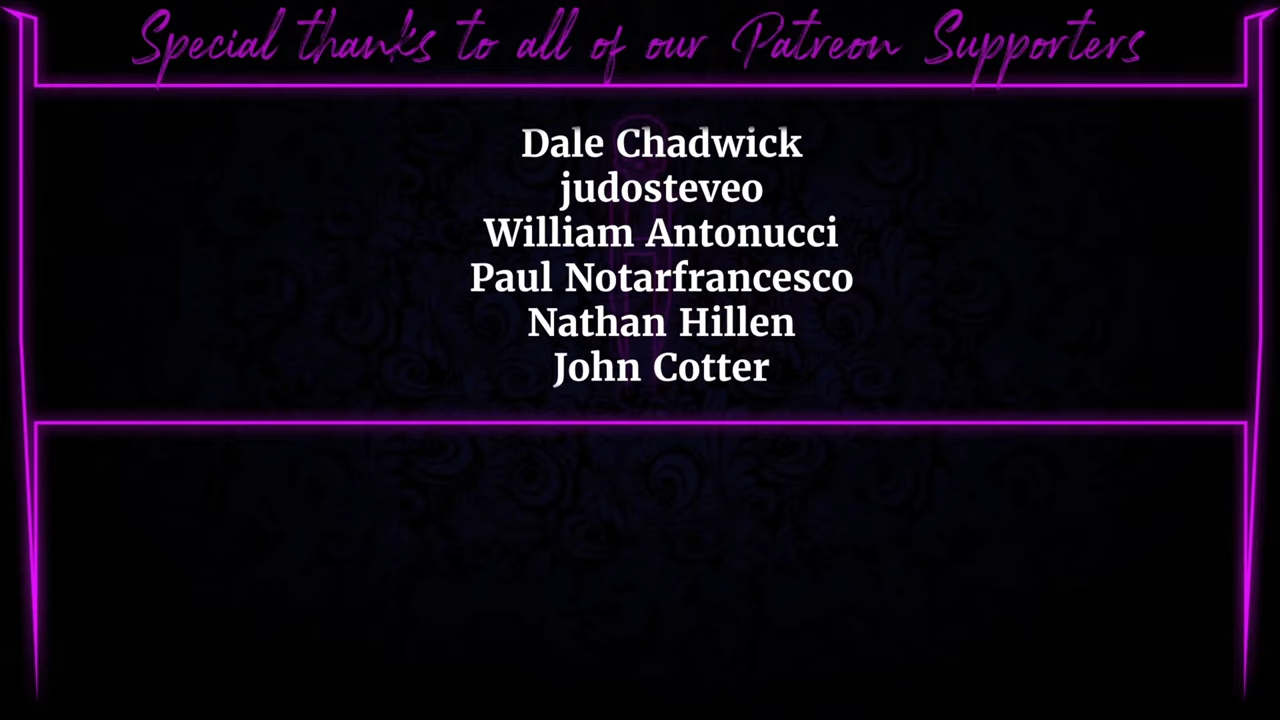 Special thanks to all of our Patreon Supporters
Dale Chadwick
judosteveo
William Antonucci
Paul Notarfrancesco
Nathan Hillen
John Cotter